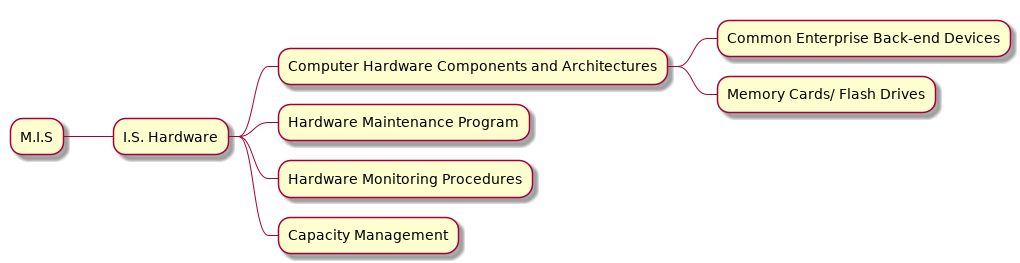 M.I.S
I.S. Hardware
Computer Hardware Components and Architectures
Common Enterprise Back-end Devices
Memory Cards/ Flash Drives
Hardware Maintenance Program
Hardware Monitoring Procedures
Capacity Management